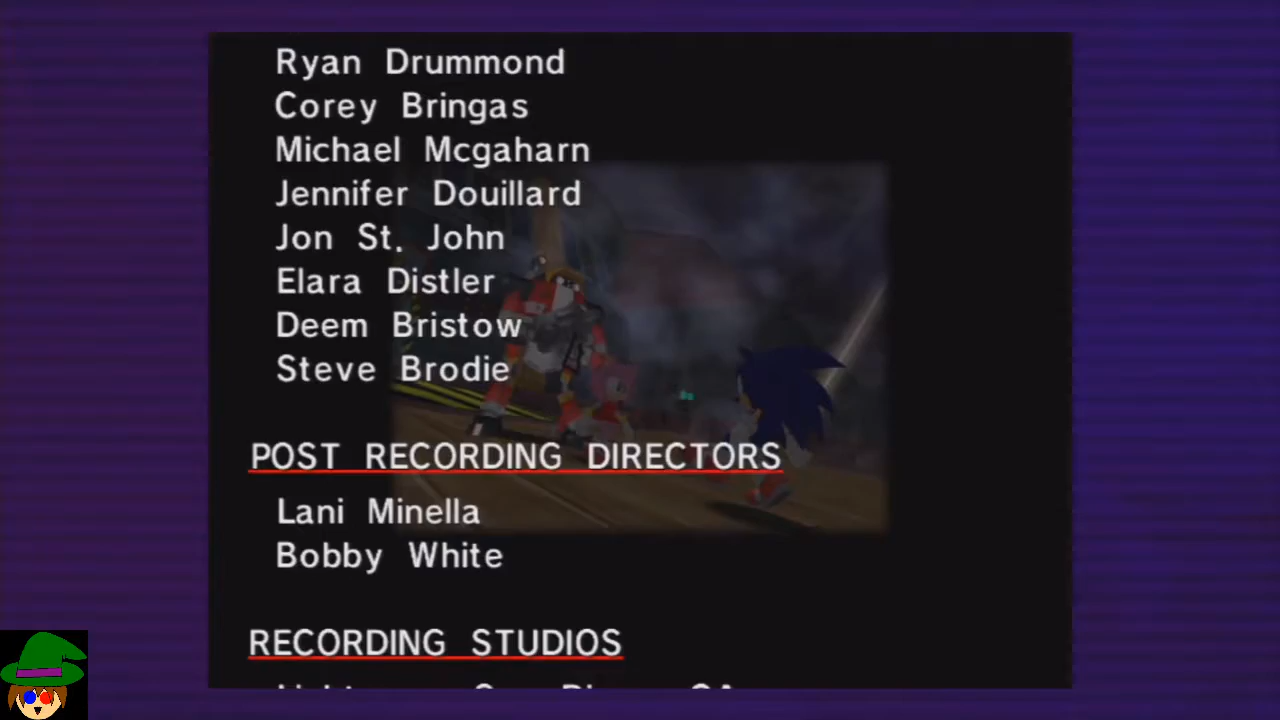 Ryan Drummond
Corey Bringas
Michael Mcgaharn
Jennifer Douillard
Jon St. John
Elara Distler
Deem Bristow
Steve Brodie
POST RECORDING DIRECTORS
Lani Minella
Bobby White
RECORDING STUDIOS